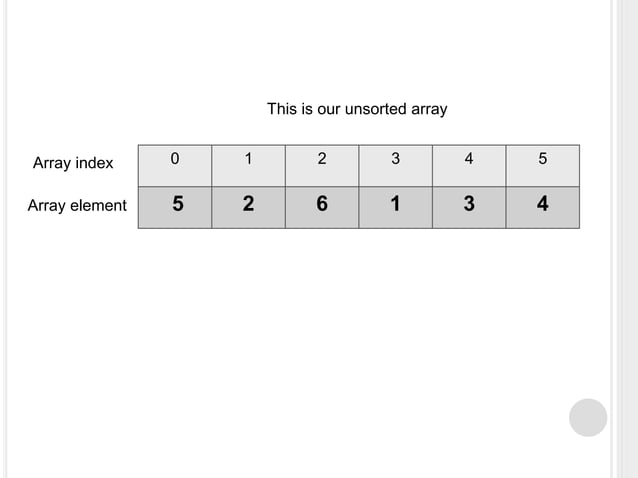 This is our unsorted array
Array index 0 1 2 3 4 5
Array element 5 2 6 1 3 4